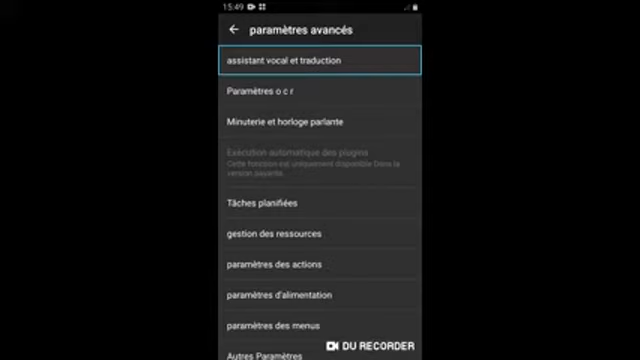 15:49
paramètres avancés
assistant vocal et traduction
Paramètres o c r
Minuterie et horloge parlante
Exécution automatique des plugins
Cette fonction est uniquement disponible Dans la
version payante.
Tâches planifiées
gestion des ressources
paramètres des actions
paramètres d'alimentation
paramètres des menus
DU RECORDER
Autres Paramètres